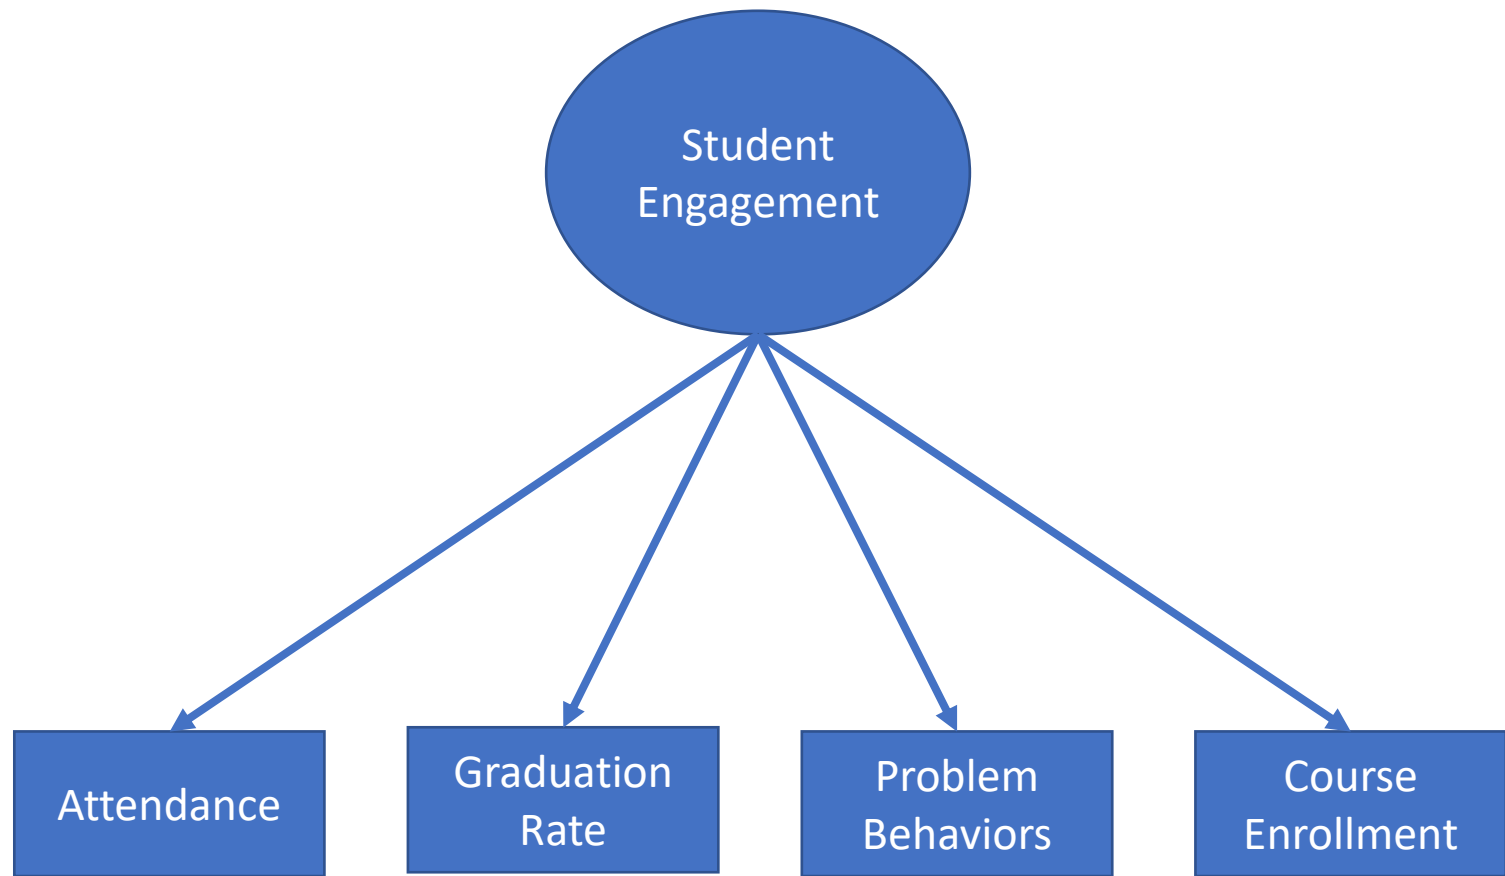 Student
Engagement
Attendance
Graduation
Rate
Problem
Behaviors
Course
Enrollment